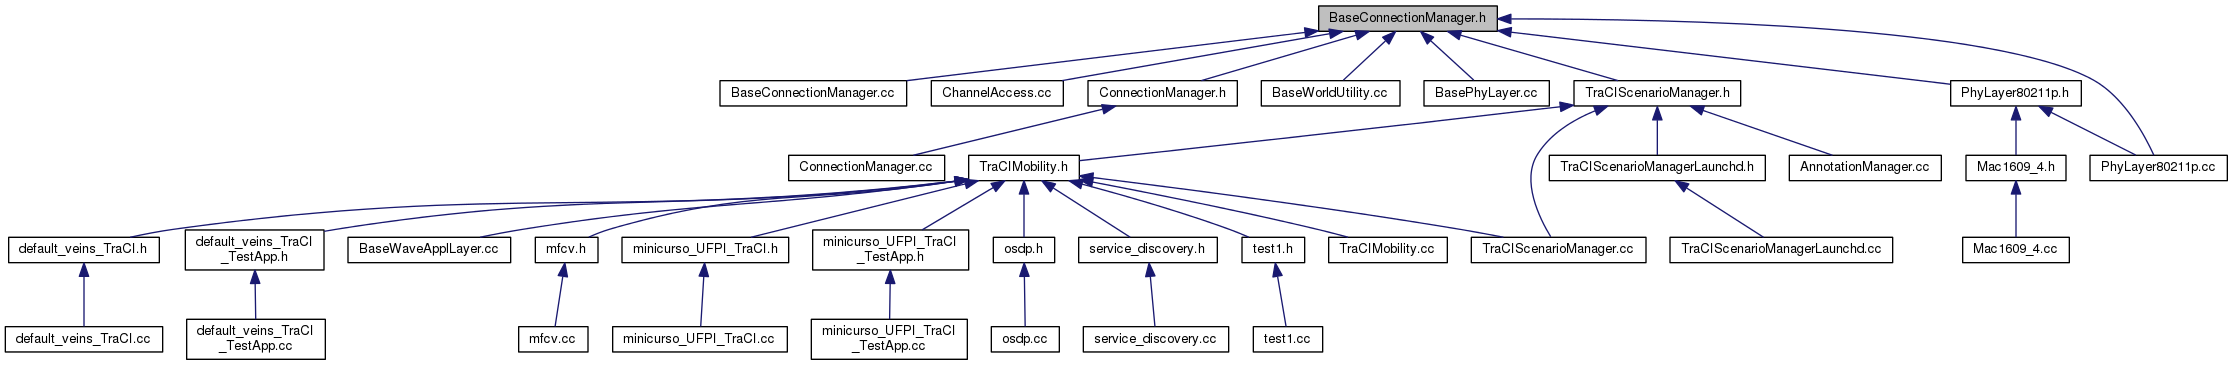 BaseConnectionManager.h
BaseConnectionManager.cc
ChannelAccess.cc
ConnectionManager.h
BaseWorldUtility.cc
BasePhyLayer.cc
TraCIScenarioManager.h
PhyLayer80211p.h
ConnectionManager.cc
TraCIMobility.h
TraCIScenarioManagerLaunchd.h
AnnotationManager.cc
Mac1609_4.h
PhyLayer80211p.cc
default_veins_TraCI.h
default_veins_TraCI
_TestApp.h
BaseWaveApplLayer.cc
mfcv.h
minicurso_UFPI_TraCI.h
minicurso_UFPI_TraCI
_TestApp.h
osdp.h
service_discovery.h
test1.h
TraCIMobility.cc
TraCIScenarioManager.cc
TraCIScenarioManagerLaunchd.cc
Mac1609_4.cc
default_veins_TraCI.cc
default_veins_TraCI
_TestApp.cc
mfcv.cc
minicurso_UFPI_TraCI.cc
minicurso_UFPI_TraCI
_TestApp.cc
osdp.cc
service_discovery.cc
test1.cc